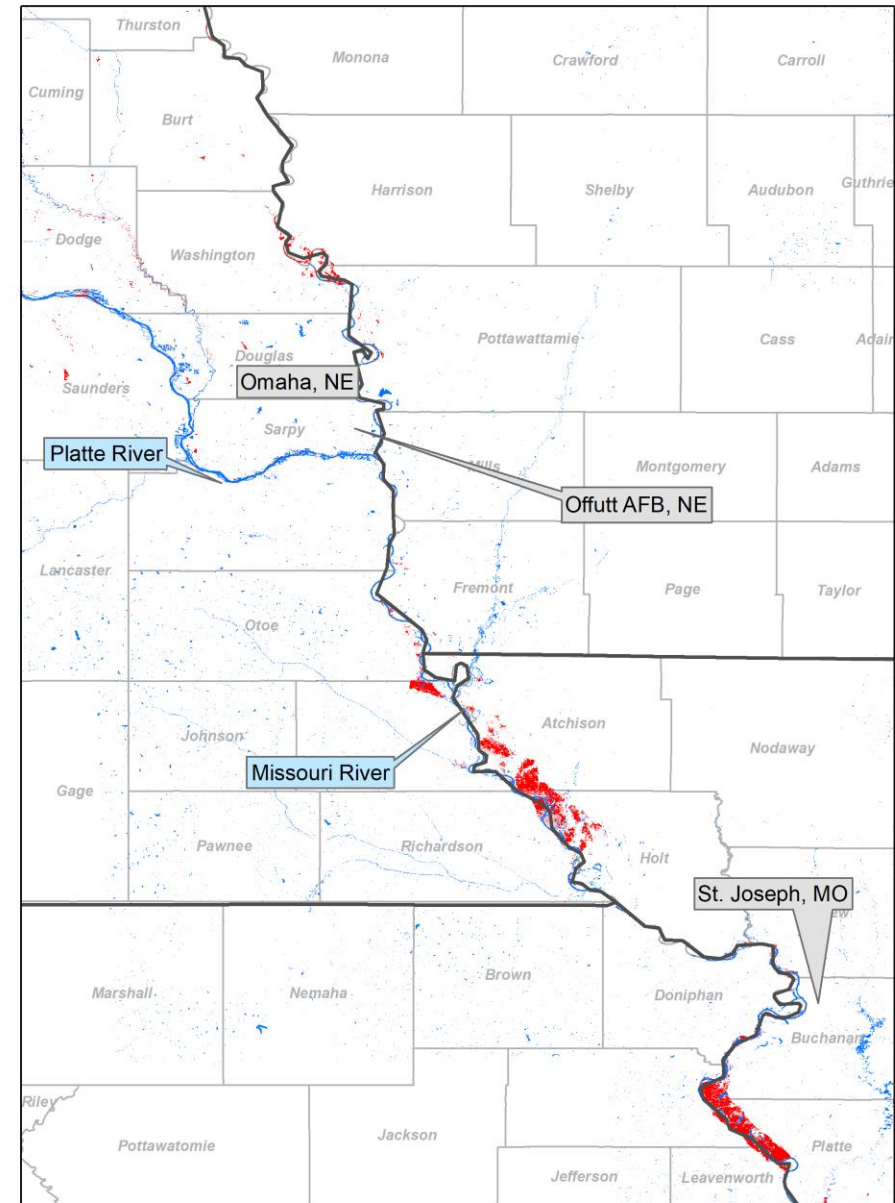 Thurston
Monona
Crawford
Carroll
Cuming
Burt
Harrison
Shelby
Audubon
Guthrie
Dodge
Washington
Pottawattamie
Cass
Adair
Douglas
Omaha, NE
Saunders
Sarpy
Platte River
Mills
Montgomery
Adams
Offutt AFB, NE
Lancaster
Fremont
Page
Taylor
Otoe
Atchison
Johnson
Nodaway
Missouri River
Gage
Pawnee
Richardson
Holt
St. Joseph, MO
Brown
Marshall
Nemaha
Doniphan
Buchanan
Riley
Jackson
Pottawatomie
Platte
Jefferson
Leavenworth